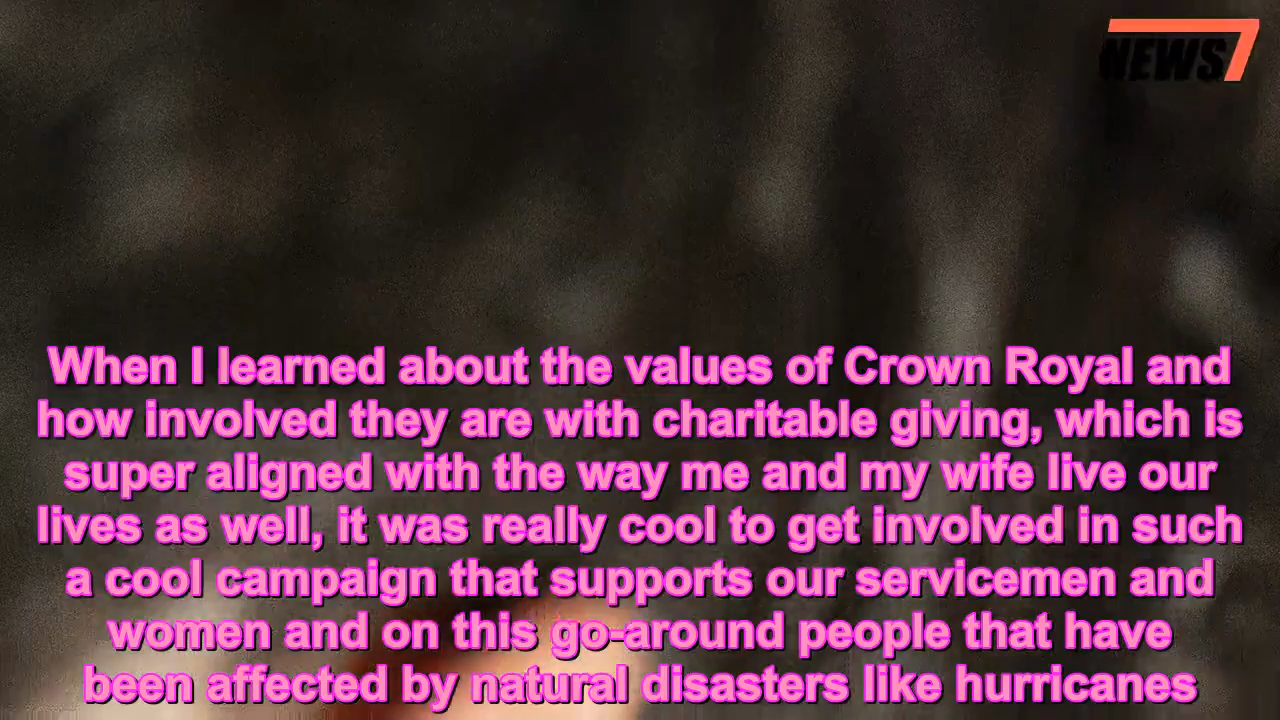 NEWS7
When I learned about the values of Crown Royal and
how involved they are with charitable giving, which is
super aligned with the way me and my wife live our
lives as well, it was really cool to get involved in such
a cool campaign that supports our servicemen and
women and on this go-around people that have
been affected by natural disasters like hurricanes